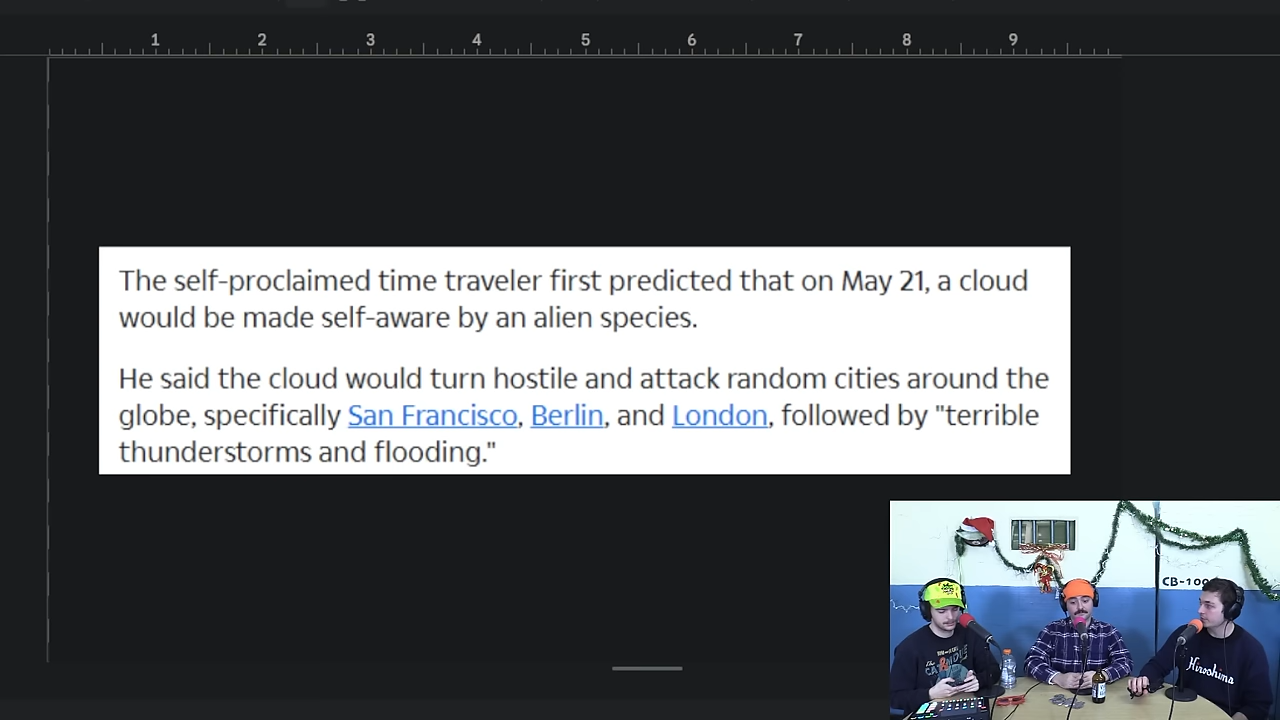 1 2 3 4 5 6 7 8 9
The self-proclaimed time traveler first predicted that on May 21, a cloud
would be made self-aware by an alien species.
He said the cloud would turn hostile and attack random cities around the
globe, specifically San Francisco, Berlin, and London, followed by "terrible
thunderstorms and flooding."
CB-100
Hiroshima